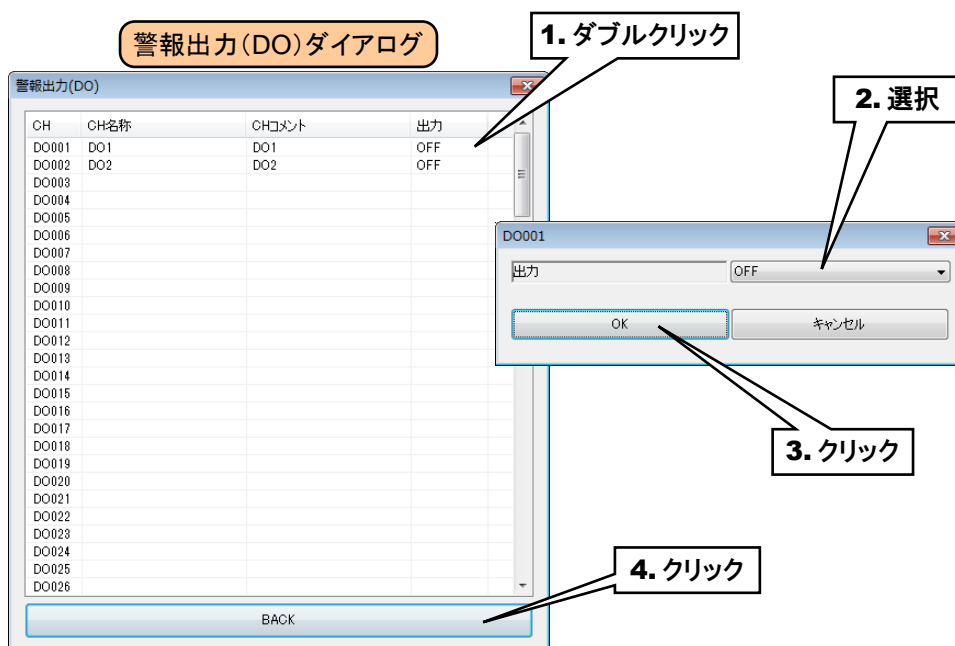 警報出力(DO)ダイアログ
1. ダブルクリック
警報出力(DO)
2. 選択
CH CH名称 CHコメント 出力
DO001 DO1 DO1 OFF
DO002 DO2 DO2 OFF
DO003
DO004
DO005
DO006
DO007
DO008
DO009
DO010
DO011
DO012
DO013
DO014
DO015
DO016
DO017
DO018
DO019
DO020
DO021
DO022
DO023
DO024
DO025
DO026
BACK
DO001
出力 OFF
OK キャンセル
3. クリック
4. クリック